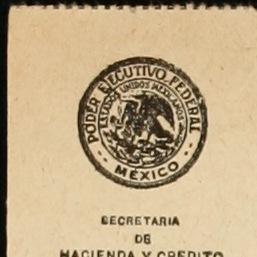 PODER EJECUTIVO FEDERAL
ESTADOS UNIDOS MEXICANOS
MÉXICO
SECRETARIA
DE
HACIENDA Y CREDITO